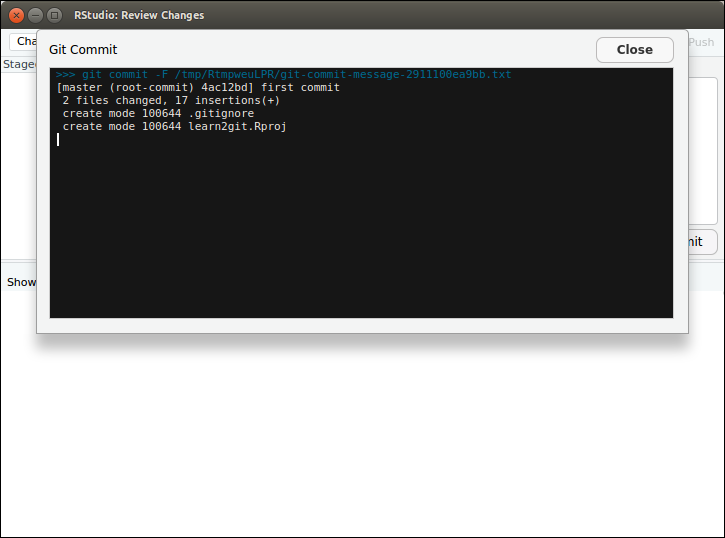 RStudio: Review Changes
Cha
Push
Git Commit
Close
Stage
>>> git commit -F /tmp/RtmpweuLPR/git-commit-message-2911100ea9bb.txt
[master (root-commit) 4ac12bd] first commit
2 files changed, 17 insertions(+)
create mode 100644 .gitignore
create mode 100644 learn2git.Rproj
mit
Show